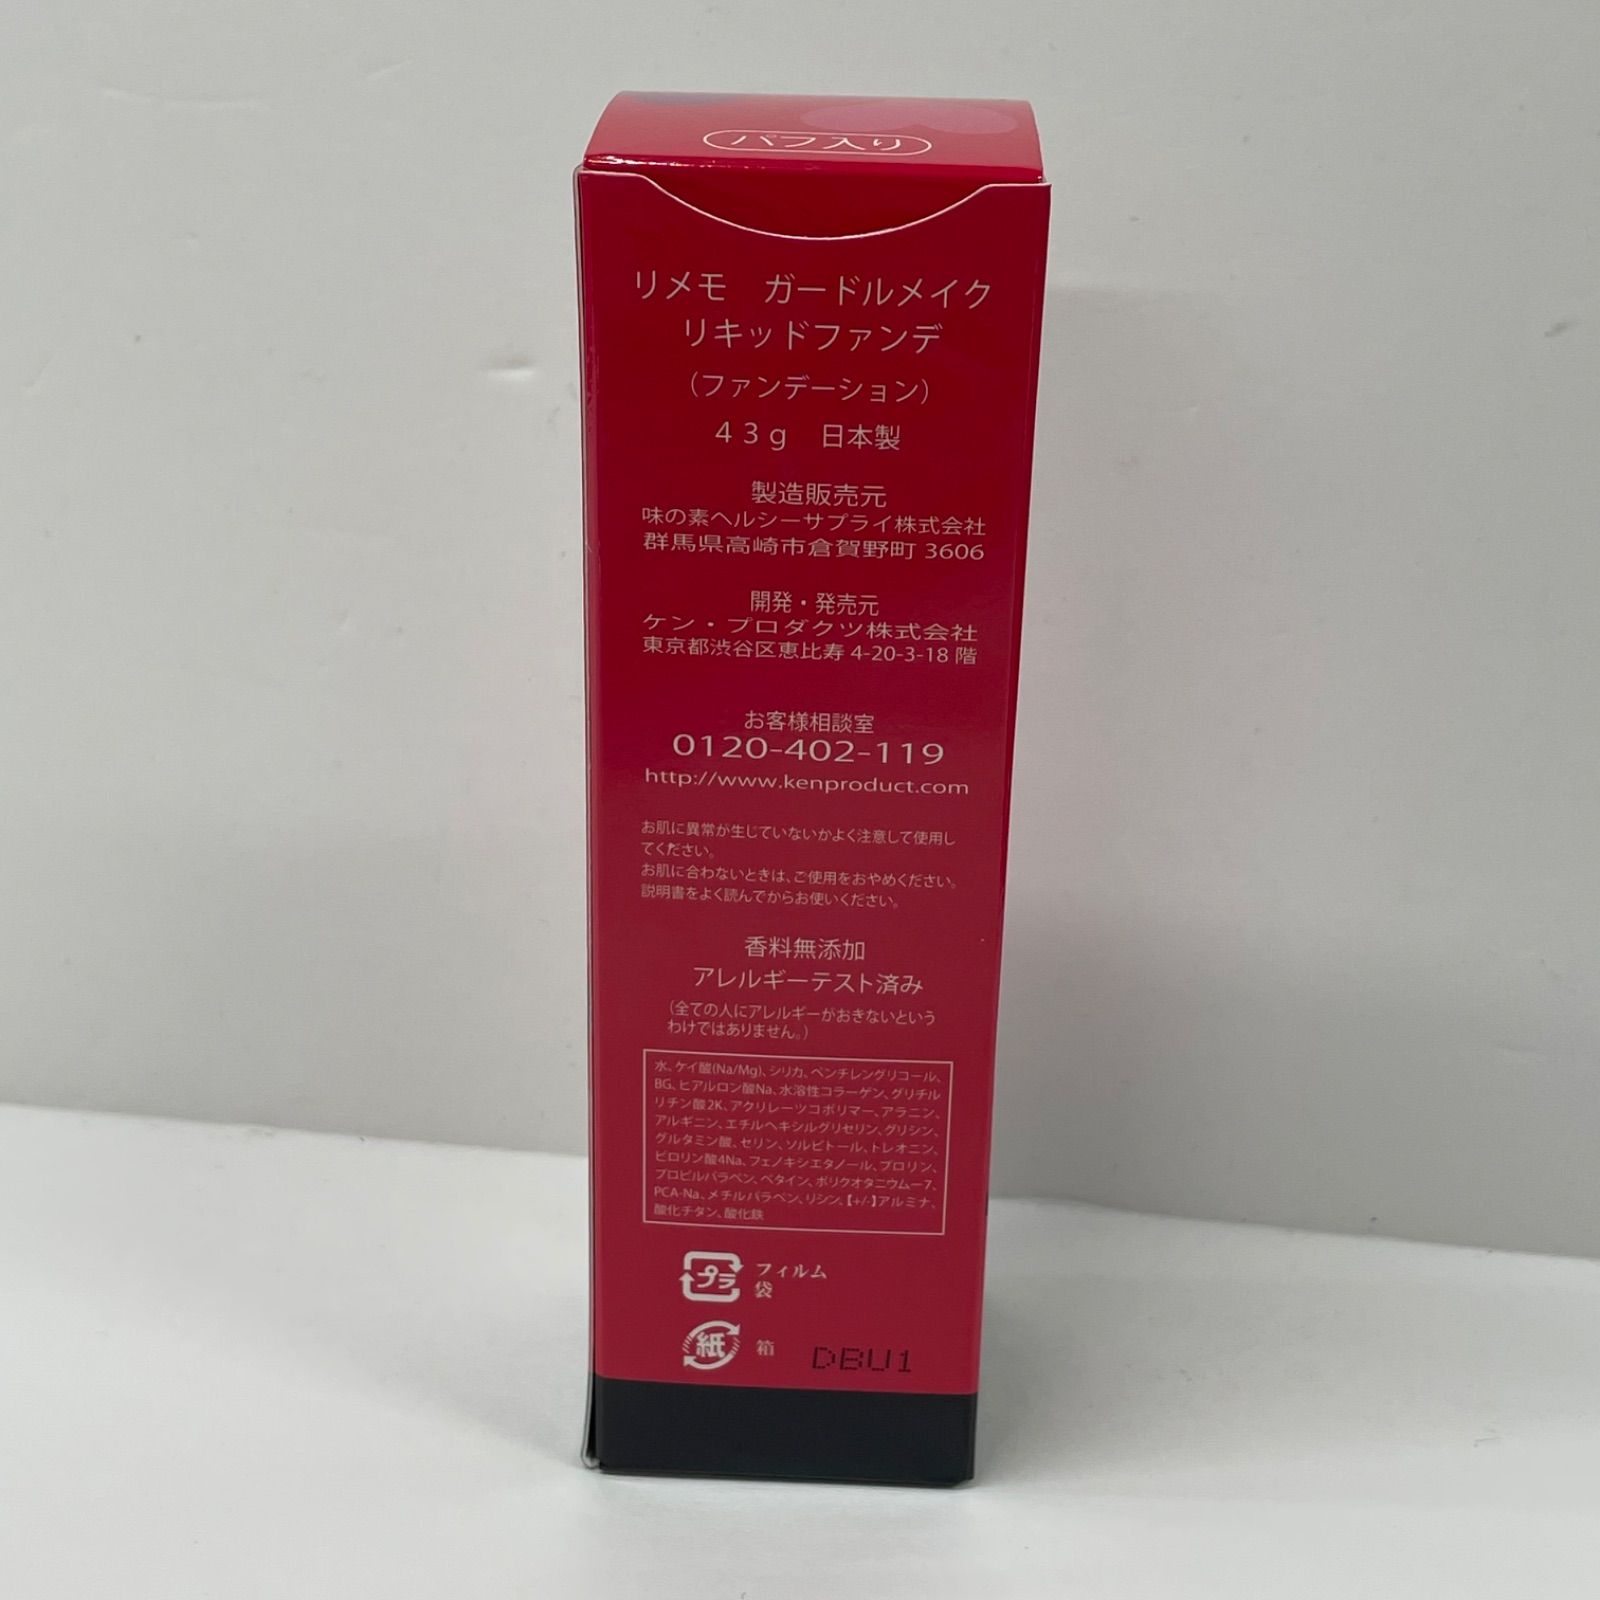 パフ入り
リメモ　ガードルメイク
リキッドファンデ
（ファンデーション）
４３ｇ　日本製
製造販売元
味の素ヘルシーサプライ株式会社
群馬県高崎市倉賀野町 3606
開発・発売元
ケン・プロダクツ株式会社
東京都渋谷区恵比寿 4-20-3-18 階
お客様相談室
0120-402-119
http://www.kenproduct.com
お肌に異常が生じていないかよく注意して使用し
てください。
お肌に合わないときは、ご使用をおやめください。
説明書をよく読んでからお使いください。
香料無添加
アレルギーテスト済み
（全ての人にアレルギーがおきないという
わけではありません。）
水、ケイ酸(Na/Mg)、シリカ、ペンチレングリコール、
BG、ヒアルロン酸Na、水溶性コラーゲン、グリチル
リチン酸2K、アクリレーツコポリマー、アラニン、
アルギニン、エチルヘキシルグリセリン、グリシン、
グルタミン酸、セリン、ソルビトール、トレオニン、
ピロリン酸4Na、フェノキシエタノール、プロリン、
プロピルパラベン、ベタイン、ポリクオタニウムー7、
PCA-Na、メチルパラベン、リシン、【+/-】アルミナ、
酸化チタン、酸化鉄
プラ フィルム
袋
紙 箱 DBU1